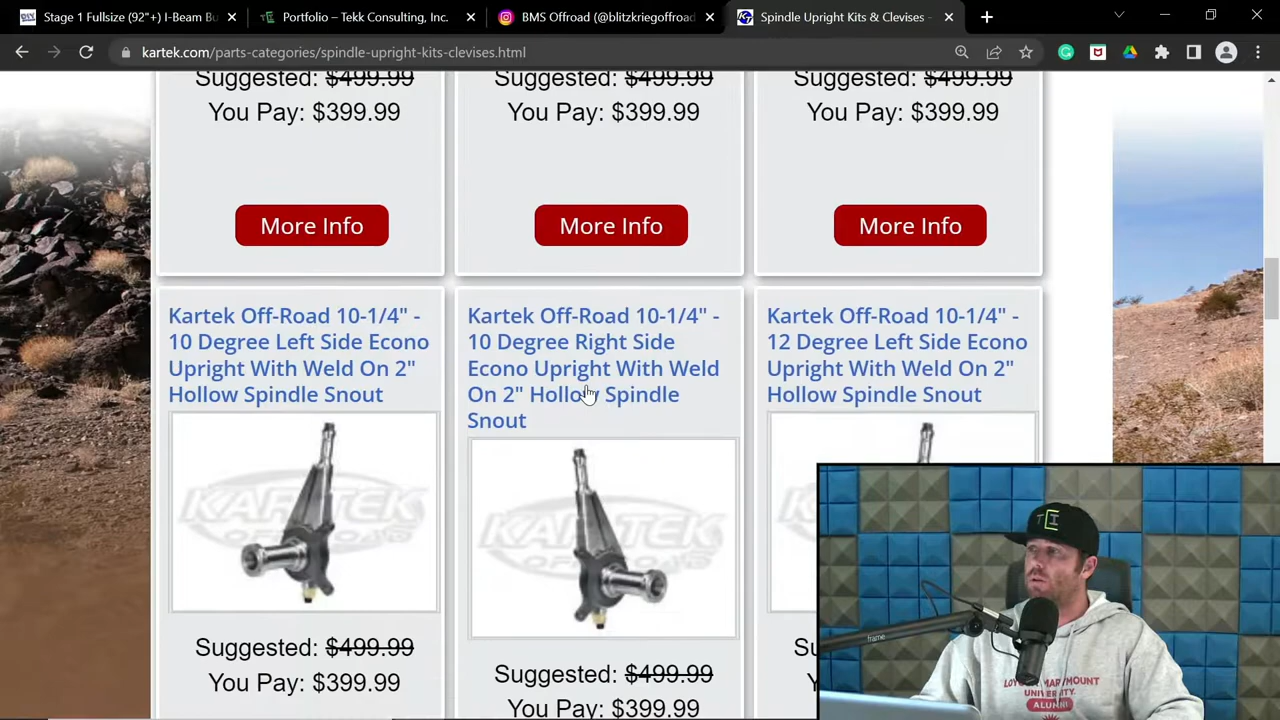 Stage 1 Fullsize (92"+) I-Beam Bu
Portfolio – Tekk Consulting, Inc.
BMS Offroad (@blitzkriegoffroad
Spindle Upright Kits & Clevises -
kartek.com/parts-categories/spindle-upright-kits-clevises.html
Suggested: $499.99
Suggested: $499.99
Suggested: $499.99
You Pay: $399.99
You Pay: $399.99
You Pay: $399.99
More Info
More Info
More Info
Kartek Off-Road 10-1/4" -
10 Degree Left Side Econo
Upright With Weld On 2"
Hollow Spindle Snout
KARTEK
OFFROAD
Suggested: $499.99
You Pay: $399.99
Kartek Off-Road 10-1/4" -
10 Degree Right Side
Econo Upright With Weld
On 2" Hollow Spindle
Snout
KARTEK
OFFROAD
Suggested: $499.99
You Pay: $399.99
Kartek Off-Road 10-1/4" -
12 Degree Left Side Econo
Upright With Weld On 2"
Hollow Spindle Snout
frame
LOYOLA MARYMOUNT
UNIVERSITY
ALUMNI